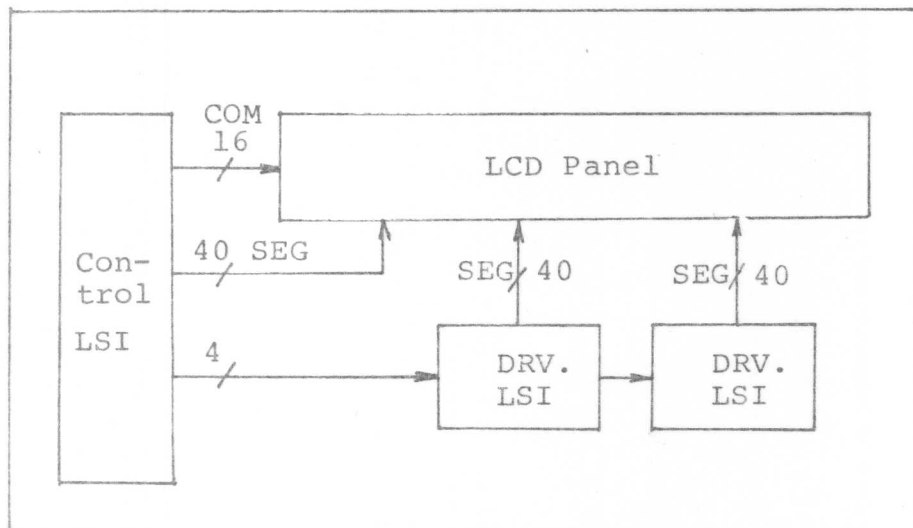 COM
16
LCD Panel
40 SEG
SEG 40
SEG 40
Con-
trol
LSI
4
DRV.
LSI
DRV.
LSI